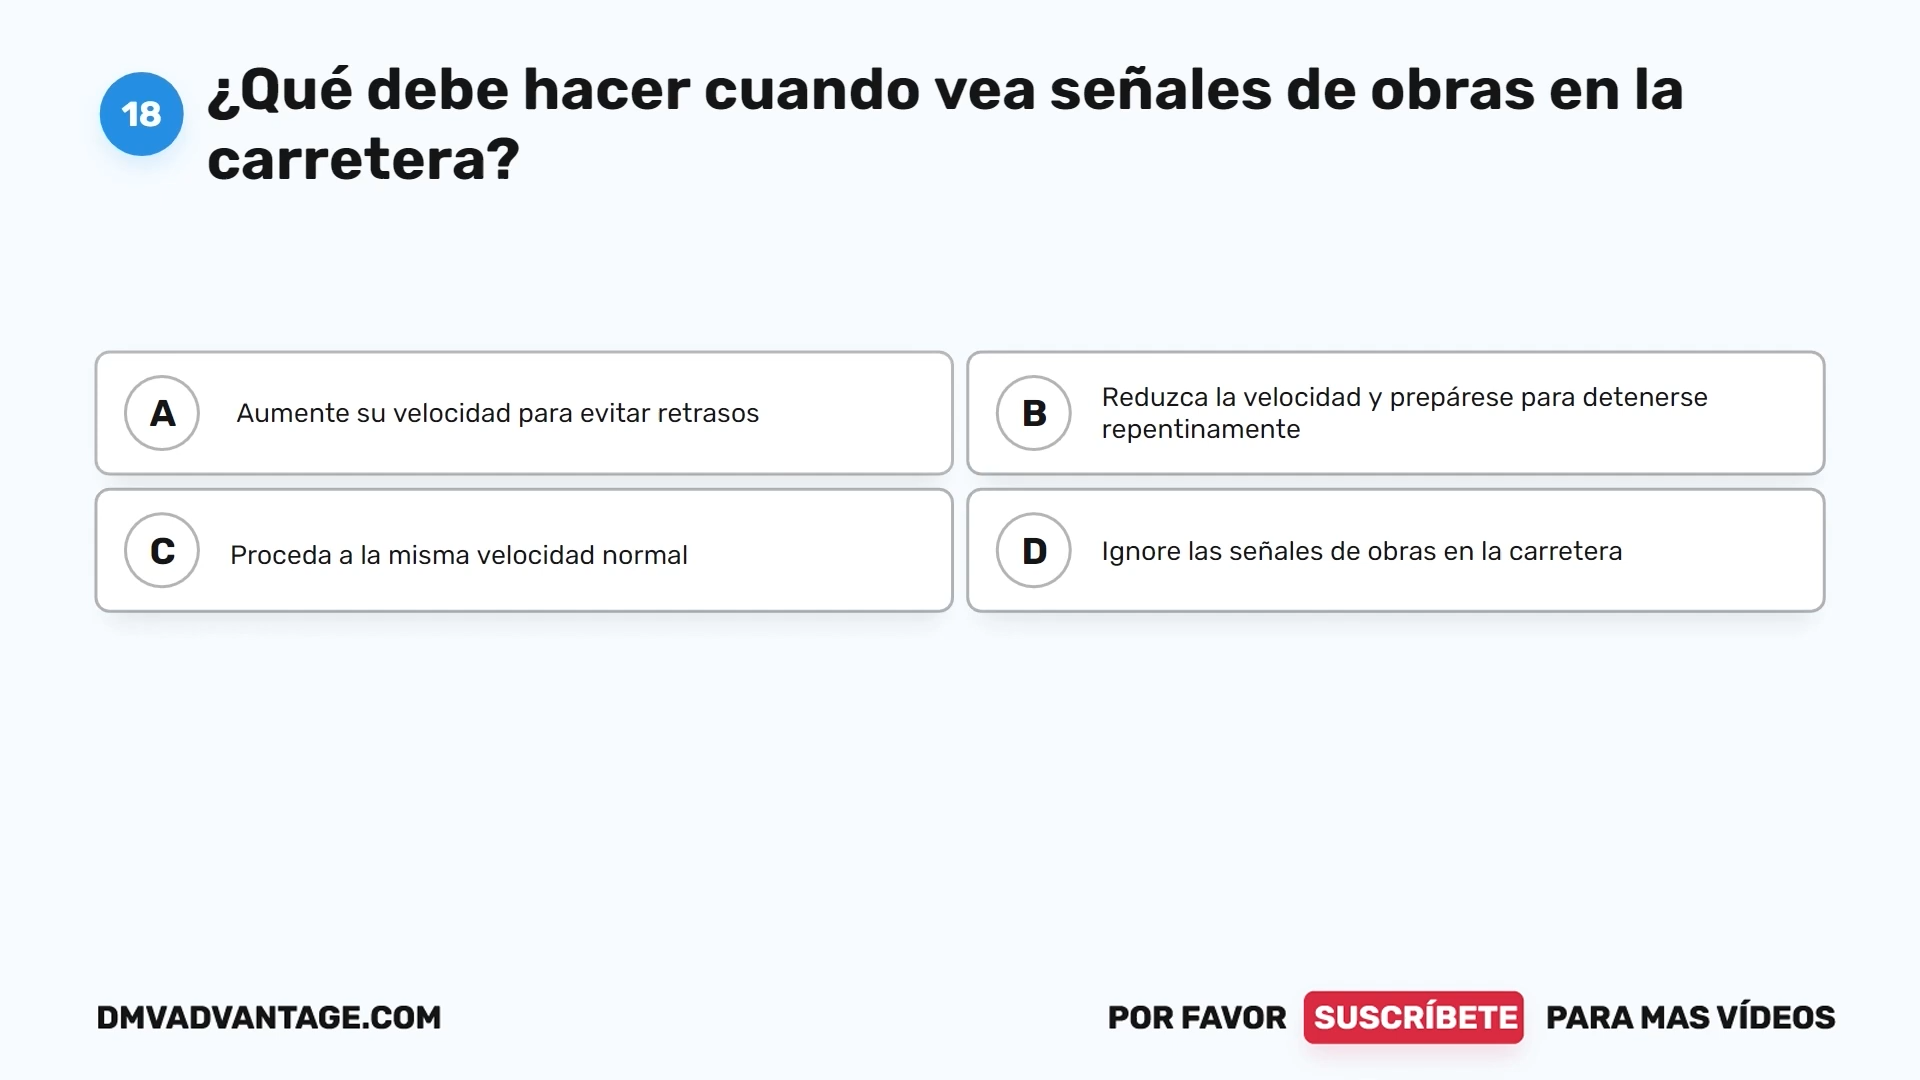 18
¿Qué debe hacer cuando vea señales de obras en la
carretera?
A
Aumente su velocidad para evitar retrasos
B
Reduzca la velocidad y prepárese para detenerse
repentinamente
C
Proceda a la misma velocidad normal
D
Ignore las señales de obras en la carretera
DMVADVANTAGE.COM
POR FAVOR SUSCRÍBETE PARA MAS VÍDEOS